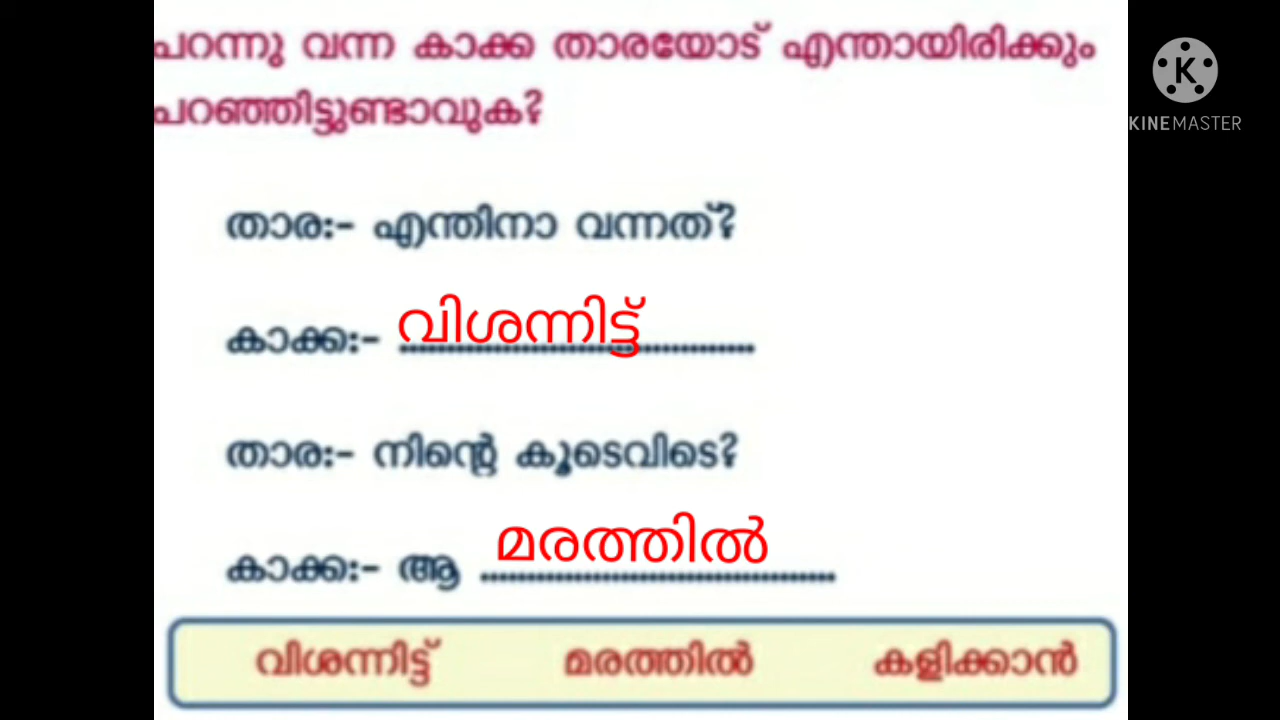 പറന്നു വന്ന കാക്ക താരയോട് എന്തായിരിക്കും
പറഞ്ഞിട്ടുണ്ടാവുക?
താര:- എന്തിനാ വന്നത്?
കാക്ക:- വിശന്നിട്ട്
താര:- നിന്റെ കൂടെവിടെ?
കാക്ക:- ആ മരത്തിൽ
വിശന്നിട്ട് മരത്തിൽ കളിക്കാൻ
K
KINEMASTER